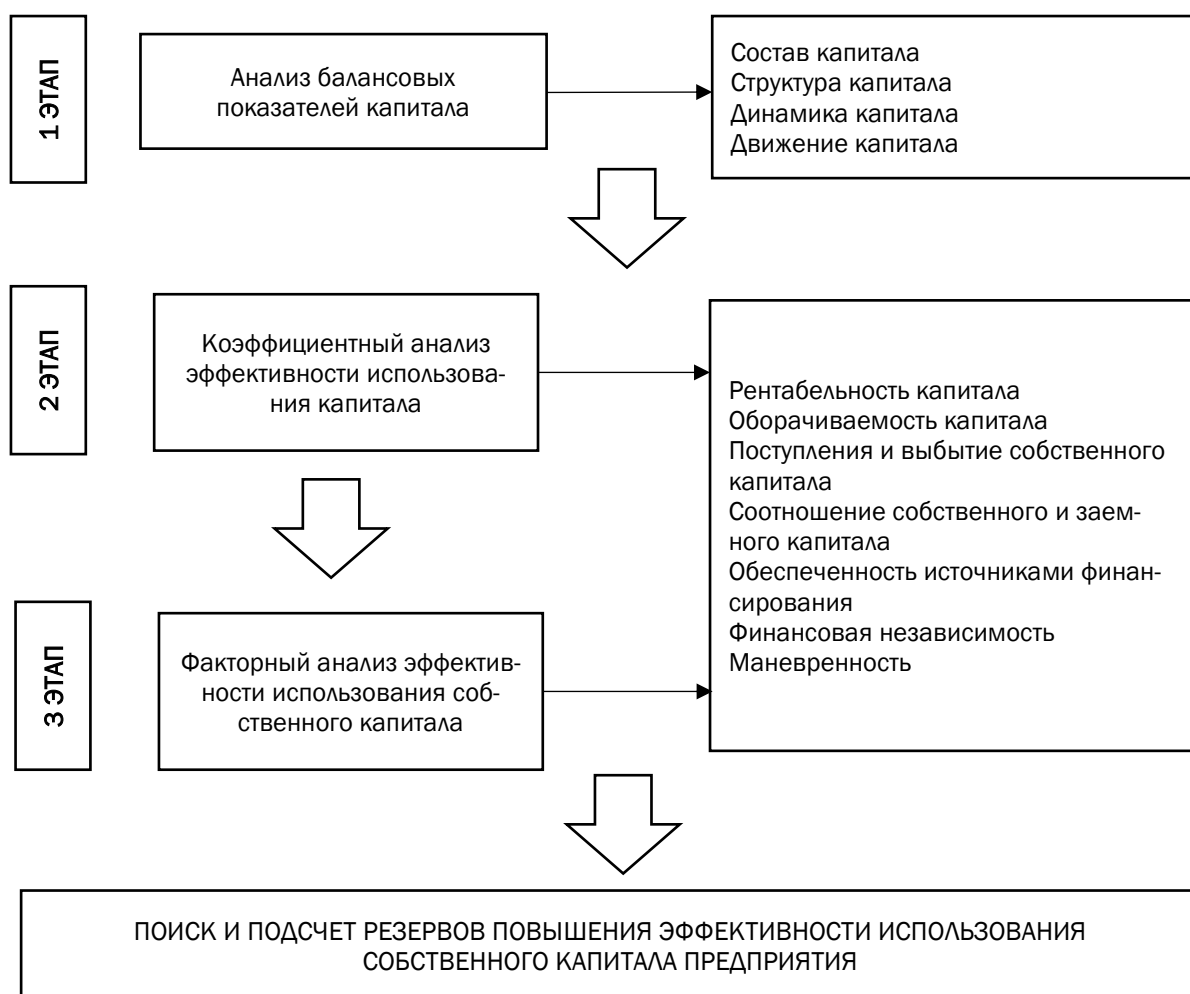 1 ЭТАП
Анализ балансовых
показателей капитала
Состав капитала
Структура капитала
Динамика капитала
Движение капитала
2 ЭТАП
Коэффициентный анализ
эффективности использова-
ния капитала
Рентабельность капитала
Оборачиваемость капитала
Поступления и выбытие собственного
капитала
Соотношение собственного и заем-
ного капитала
Обеспеченность источниками финан-
сирования
Финансовая независимость
Маневренность
3 ЭТАП
Факторный анализ эффектив-
ности использования соб-
ственного капитала
ПОИСК И ПОДСЧЕТ РЕЗЕРВОВ ПОВЫШЕНИЯ ЭФФЕКТИВНОСТИ ИСПОЛЬЗОВАНИЯ
СОБСТВЕННОГО КАПИТАЛА ПРЕДПРИЯТИЯ